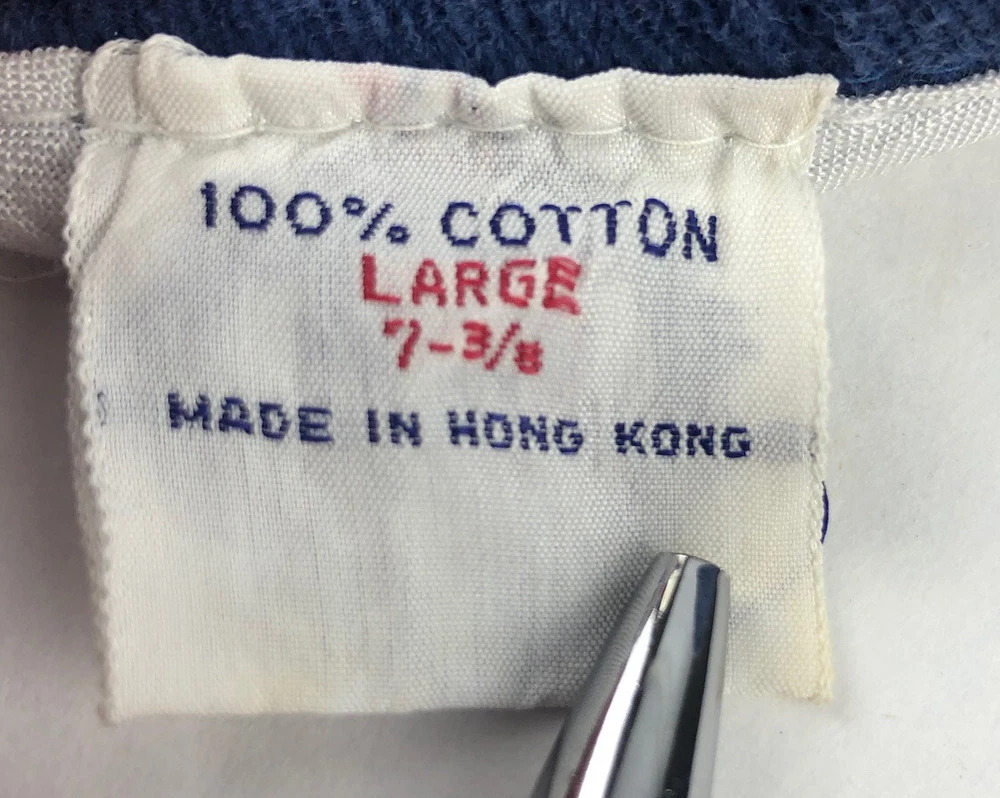 100% COTTON
LARGE
7-3/8
MADE IN HONG KONG